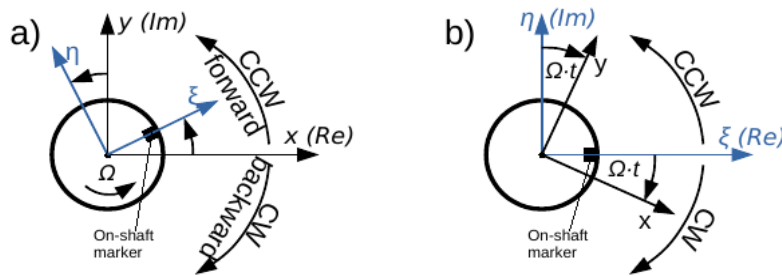 a)
y (Im)
η
CCW
forward
ξ
x (Re)
Ω
backward
CW
On-shaft
marker
b)
η (Im)
Ω·t
y
CCW
ξ (Re)
Ω·t
x
CW
On-shaft
marker